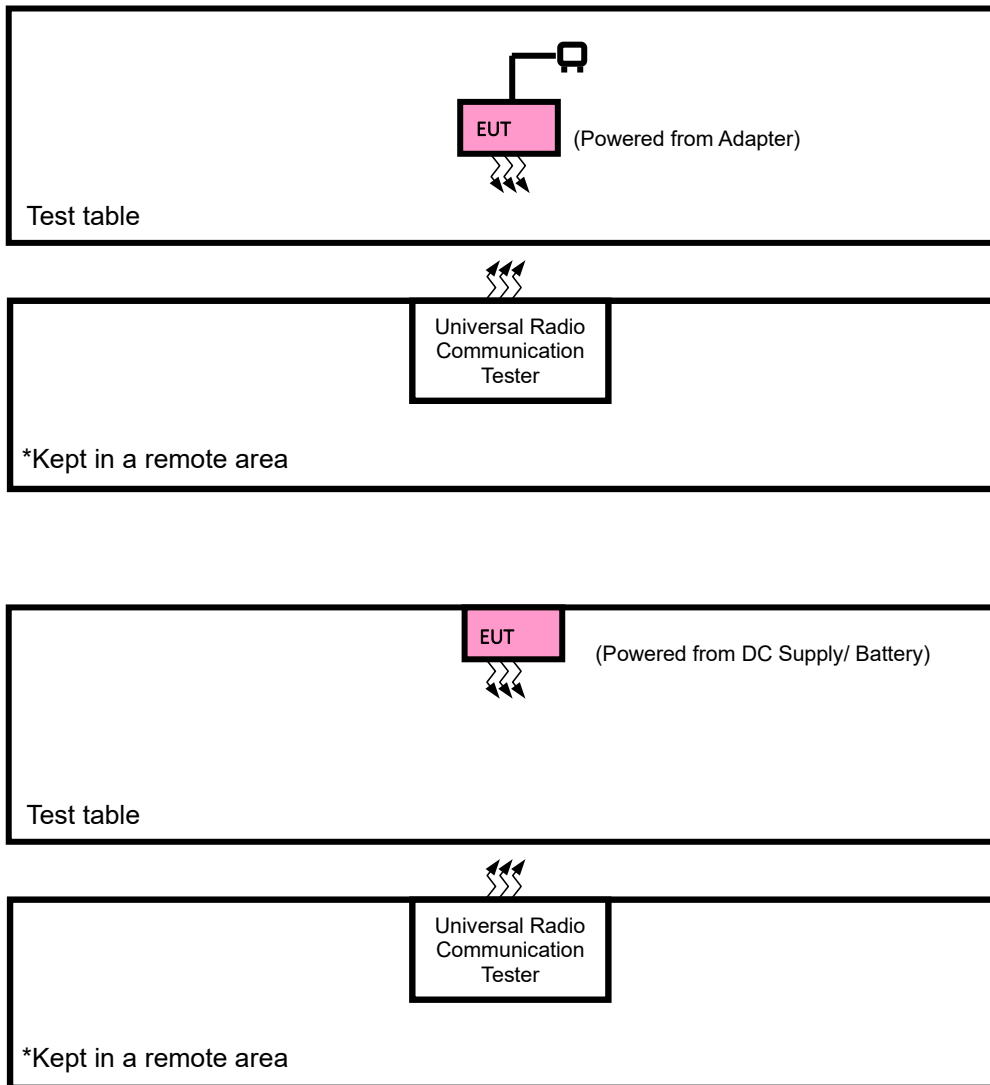 EUT
(Powered from Adapter)
Test table
Universal Radio
Communication
Tester
*Kept in a remote area
EUT
(Powered from DC Supply/ Battery)
Test table
Universal Radio
Communication
Tester
*Kept in a remote area